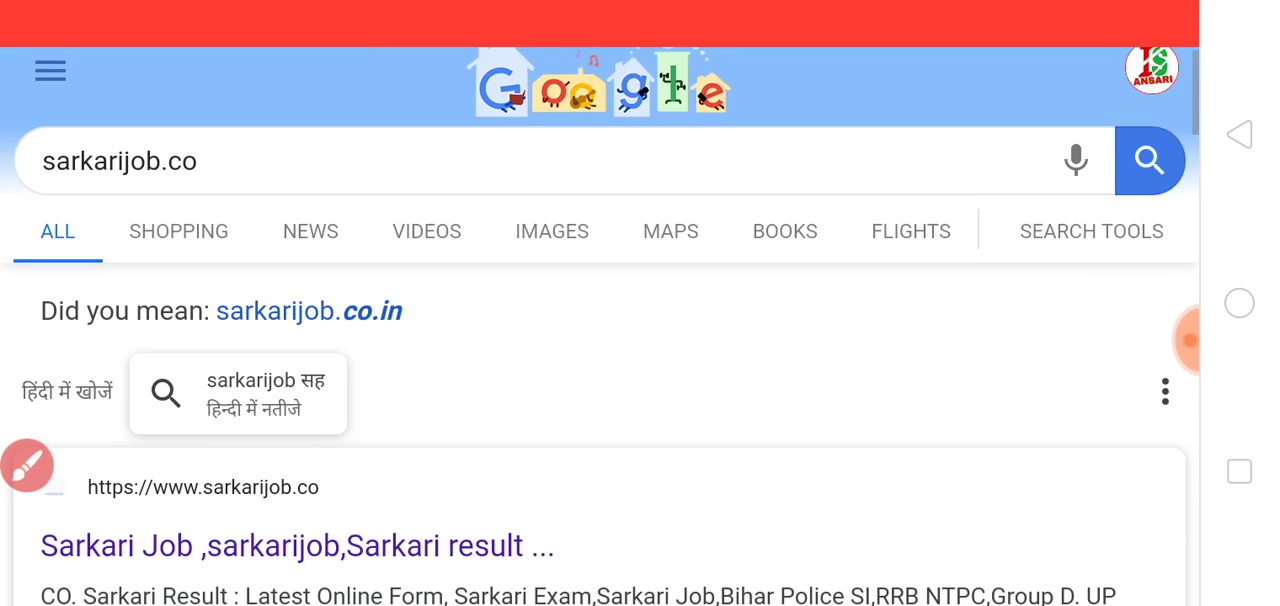 Google
IS
ANSARI
sarkarijob.co
ALL SHOPPING NEWS VIDEOS IMAGES MAPS BOOKS FLIGHTS SEARCH TOOLS
Did you mean: sarkarijob.co.in
हिंदी में खोजें
sarkarijob सह
हिन्दी में नतीजे
https://www.sarkarijob.co
Sarkari Job ,sarkarijob,Sarkari result ...
CO. Sarkari Result : Latest Online Form, Sarkari Exam,Sarkari Job,Bihar Police SI,RRB NTPC,Group D. UP